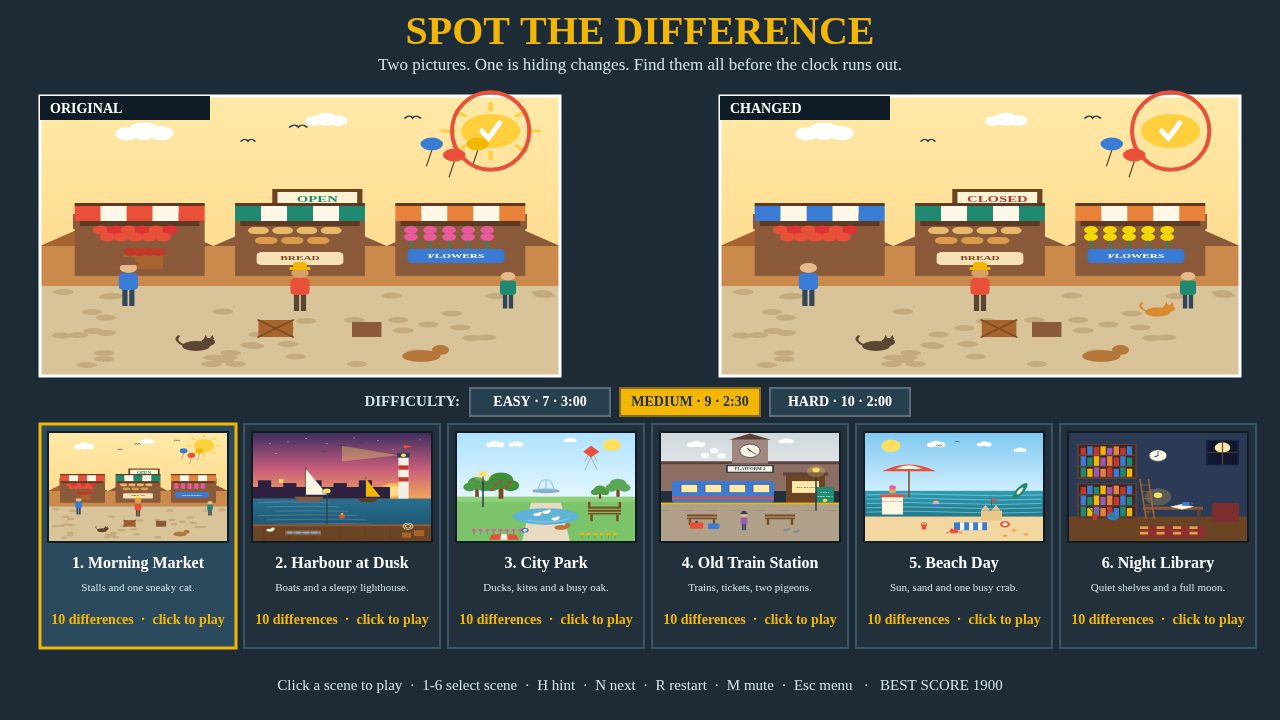 SPOT THE DIFFERENCE
Two pictures. One is hiding changes. Find them all before the clock runs out.
ORIGINAL
CHANGED
OPEN
BREAD
FLOWERS
CLOSED
BREAD
FLOWERS
DIFFICULTY:
EASY · 7 · 3:00
MEDIUM · 9 · 2:30
HARD · 10 · 2:00
OPEN
PLATFORM 2
1. Morning Market
Stalls and one sneaky cat.
10 differences · click to play
2. Harbour at Dusk
Boats and a sleepy lighthouse.
10 differences · click to play
3. City Park
Ducks, kites and a busy oak.
10 differences · click to play
4. Old Train Station
Trains, tickets, two pigeons.
10 differences · click to play
5. Beach Day
Sun, sand and one busy crab.
10 differences · click to play
6. Night Library
Quiet shelves and a full moon.
10 differences · click to play
Click a scene to play · 1-6 select scene · H hint · N next · R restart · M mute · Esc menu · BEST SCORE 1900